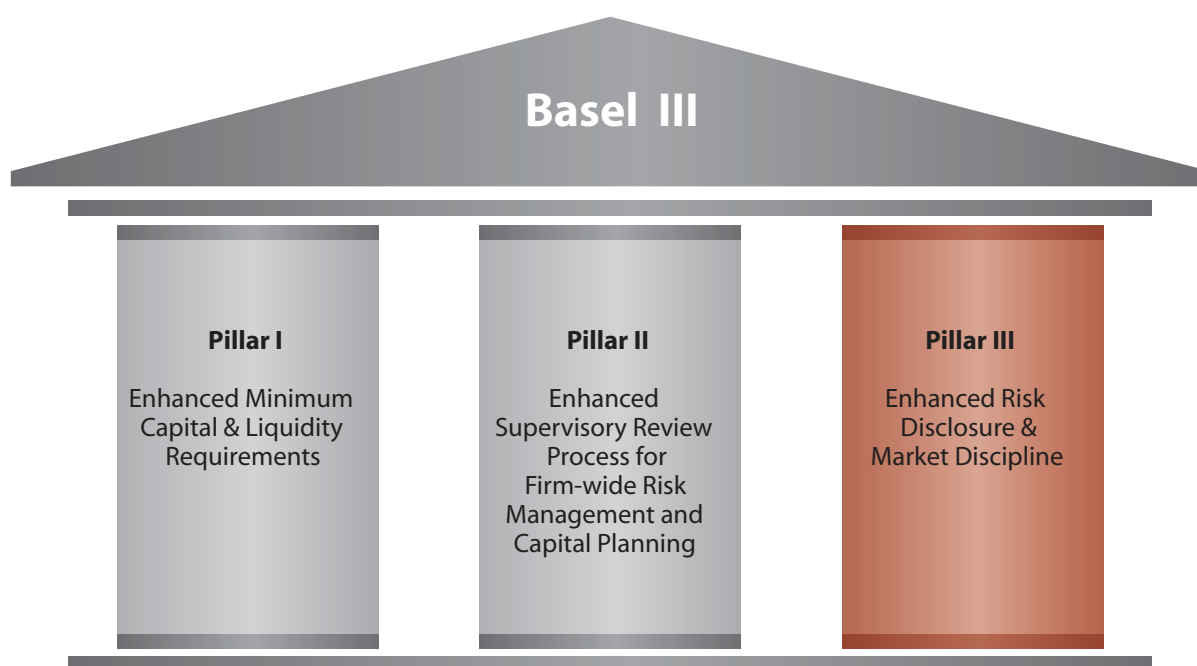 Basel III
Pillar I
Enhanced Minimum
Capital & Liquidity
Requirements
Pillar II
Enhanced
Supervisory Review
Process for
Firm-wide Risk
Management and
Capital Planning
Pillar III
Enhanced Risk
Disclosure &
Market Discipline